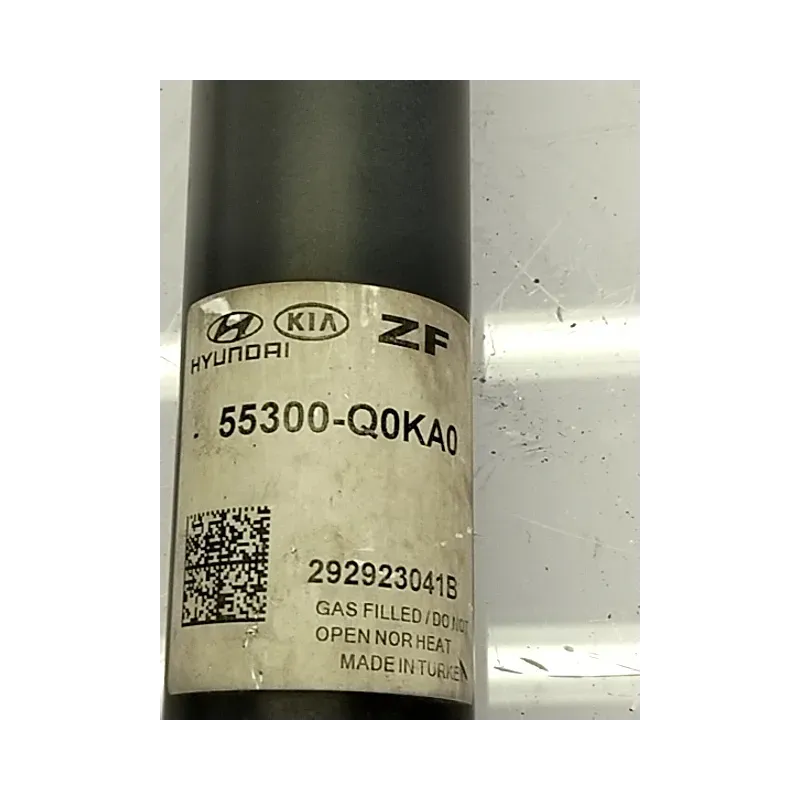 HYUNDAI KIA ZF
55300-Q0KA0
292923041B
GAS FILLED / DO NOT
OPEN NOR HEAT
MADE IN TURKEY